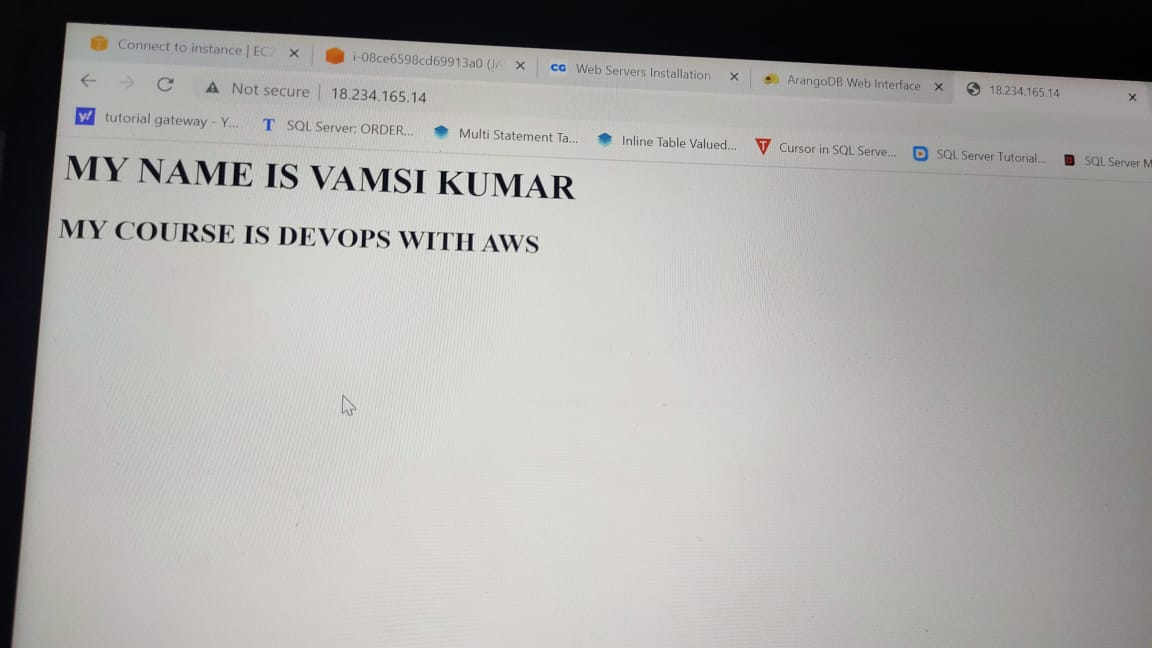 Connect to instance | EC2
i-08ce6598cd69913a0 (JA
CG Web Servers Installation
ArangoDB Web Interface
18.234.165.14
Not secure | 18.234.165.14
y! tutorial gateway - Y...
T SQL Server: ORDER...
Multi Statement Ta...
Inline Table Valued...
Cursor in SQL Serve...
SQL Server Tutorial...
SQL Server M
MY NAME IS VAMSI KUMAR
MY COURSE IS DEVOPS WITH AWS